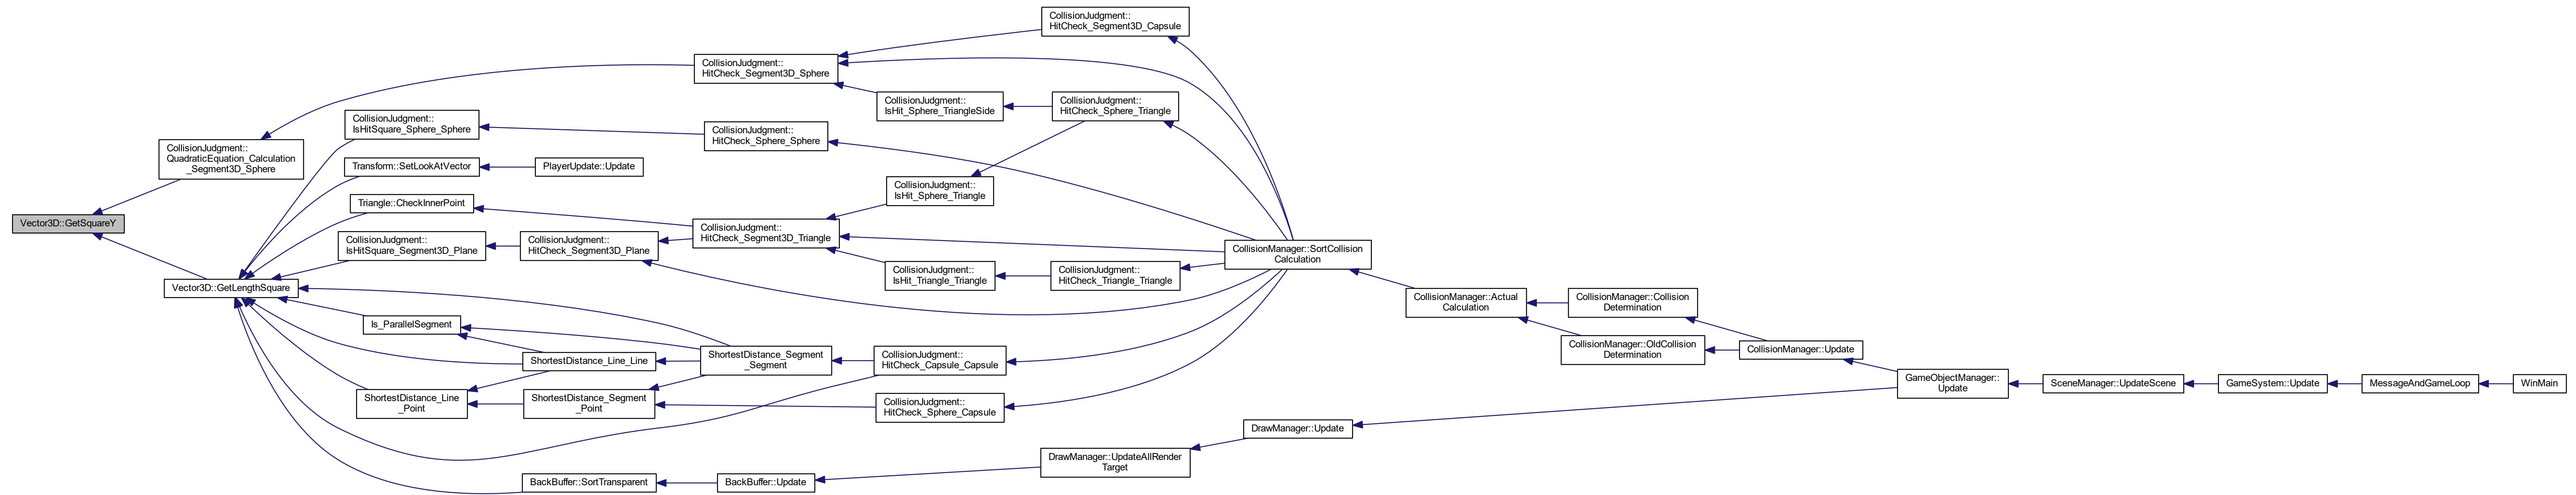 Vector3D::GetSquareY
CollisionJudgment::
QuadraticEquation_Calculation
_Segment3D_Sphere
Vector3D::GetLengthSquare
CollisionJudgment::
IsHitSquare_Sphere_Sphere
Transform::SetLookAtVector
Triangle::CheckInnerPoint
CollisionJudgment::
IsHitSquare_Segment3D_Plane
Is_ParallelSegment
ShortestDistance_Line
_Point
CollisionJudgment::
HitCheck_Segment3D_Plane
ShortestDistance_Line_Line
ShortestDistance_Segment
_Point
BackBuffer::SortTransparent
PlayerUpdate::Update
CollisionJudgment::
HitCheck_Segment3D_Sphere
CollisionJudgment::
HitCheck_Sphere_Sphere
CollisionJudgment::
HitCheck_Segment3D_Triangle
ShortestDistance_Segment
_Segment
BackBuffer::Update
CollisionJudgment::
IsHit_Sphere_TriangleSide
CollisionJudgment::
IsHit_Sphere_Triangle
CollisionJudgment::
IsHit_Triangle_Triangle
CollisionJudgment::
HitCheck_Capsule_Capsule
CollisionJudgment::
HitCheck_Sphere_Capsule
CollisionJudgment::
HitCheck_Segment3D_Capsule
CollisionJudgment::
HitCheck_Sphere_Triangle
CollisionJudgment::
HitCheck_Triangle_Triangle
DrawManager::UpdateAllRender
Target
CollisionManager::SortCollision
Calculation
DrawManager::Update
CollisionManager::Actual
Calculation
CollisionManager::Collision
Determination
CollisionManager::OldCollision
Determination
CollisionManager::Update
GameObjectManager::
Update
SceneManager::UpdateScene
GameSystem::Update
MessageAndGameLoop
WinMain